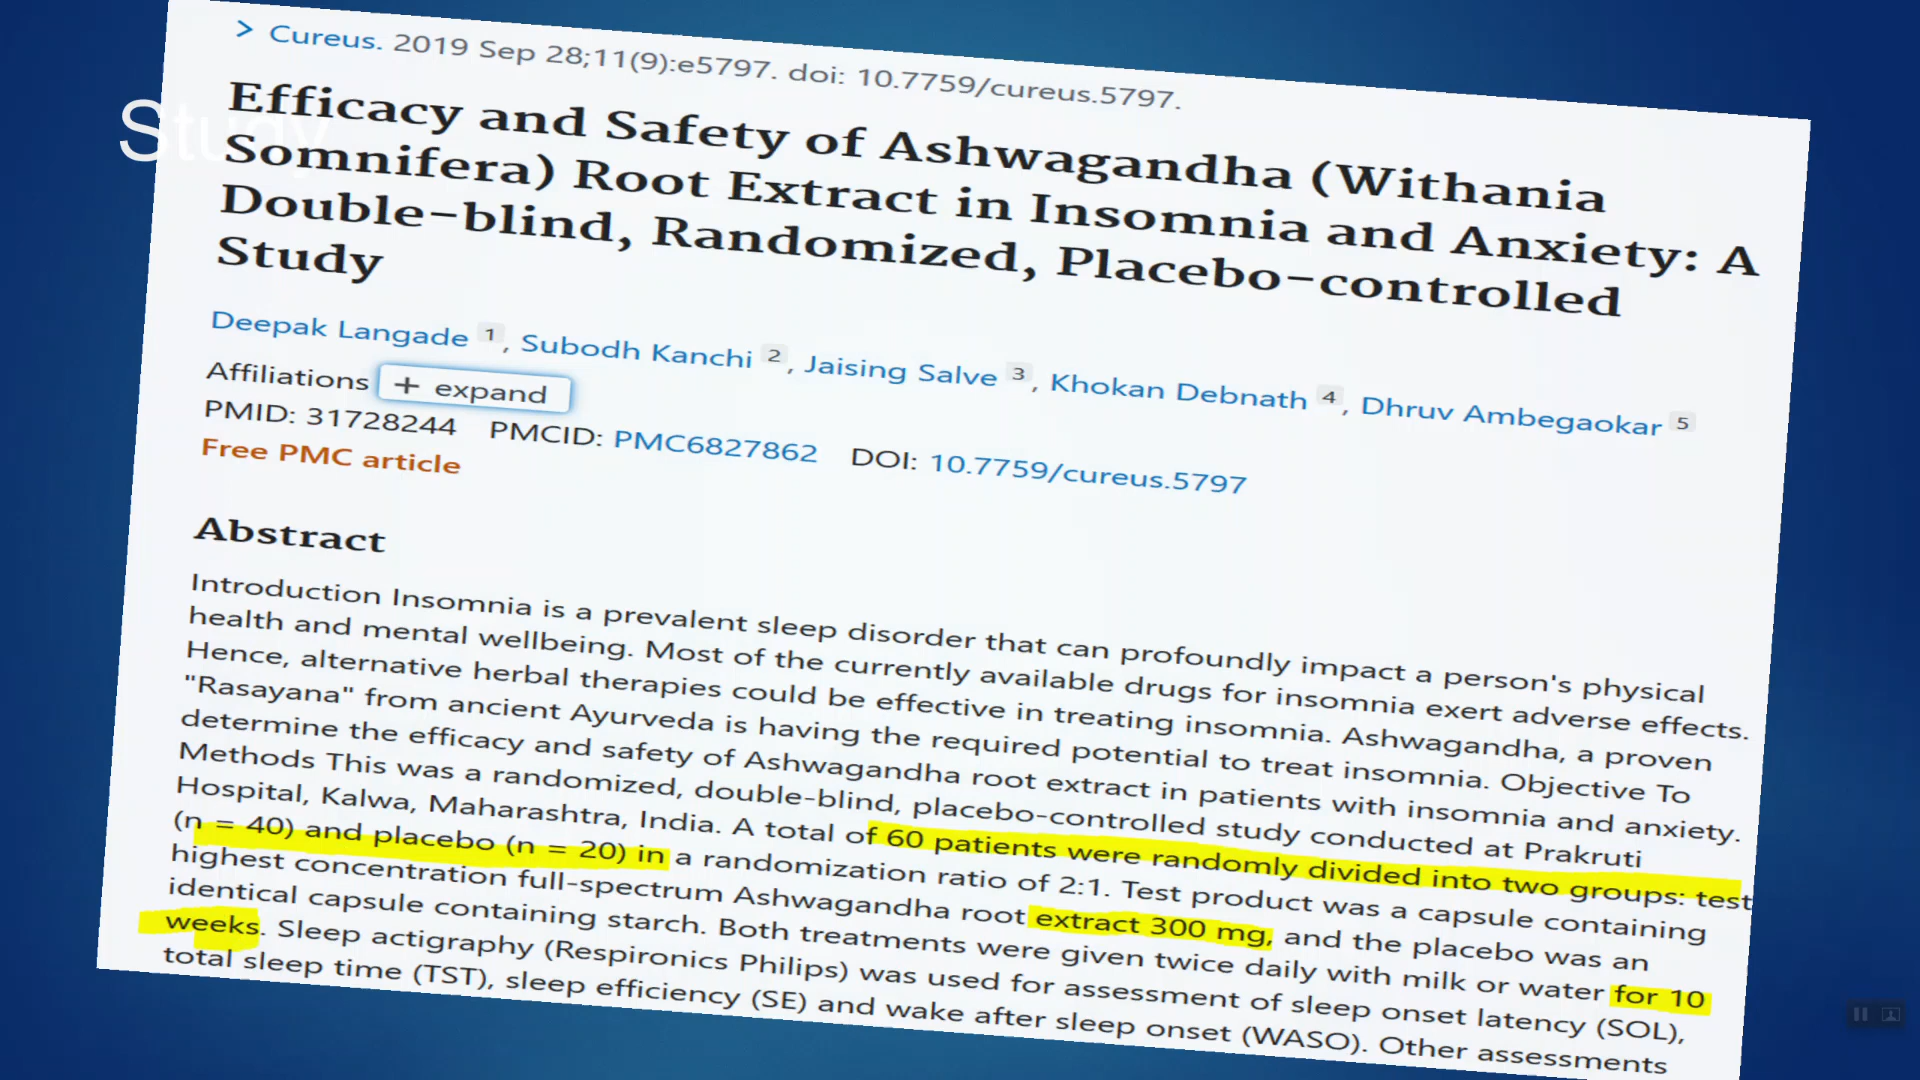 Study
> Cureus. 2019 Sep 28;11(9):e5797. doi: 10.7759/cureus.5797.
Efficacy and Safety of Ashwagandha (Withania
Somnifera) Root Extract in Insomnia and Anxiety: A
Double-blind, Randomized, Placebo-controlled
Study
Deepak Langade 1, Subodh Kanchi 2, Jaising Salve 3, Khokan Debnath 4, Dhruv Ambegaokar 5
Affiliations + expand
PMID: 31728244 PMCID: PMC6827862 DOI: 10.7759/cureus.5797
Free PMC article
Abstract
Introduction Insomnia is a prevalent sleep disorder that can profoundly impact a person's physical
health and mental wellbeing. Most of the currently available drugs for insomnia exert adverse effects.
Hence, alternative herbal therapies could be effective in treating insomnia. Ashwagandha, a proven
"Rasayana" from ancient Ayurveda is having the required potential to treat insomnia. Objective To
determine the efficacy and safety of Ashwagandha root extract in patients with insomnia and anxiety.
Methods This was a randomized, double-blind, placebo-controlled study conducted at Prakruti
Hospital, Kalwa, Maharashtra, India. A total of 60 patients were randomly divided into two groups: test
(n = 40) and placebo (n = 20) in a randomization ratio of 2:1. Test product was a capsule containing
highest concentration full-spectrum Ashwagandha root extract 300 mg, and the placebo was an
identical capsule containing starch. Both treatments were given twice daily with milk or water for 10
weeks. Sleep actigraphy (Respironics Philips) was used for assessment of sleep onset latency (SOL),
total sleep time (TST), sleep efficiency (SE) and wake after sleep onset (WASO). Other assessments